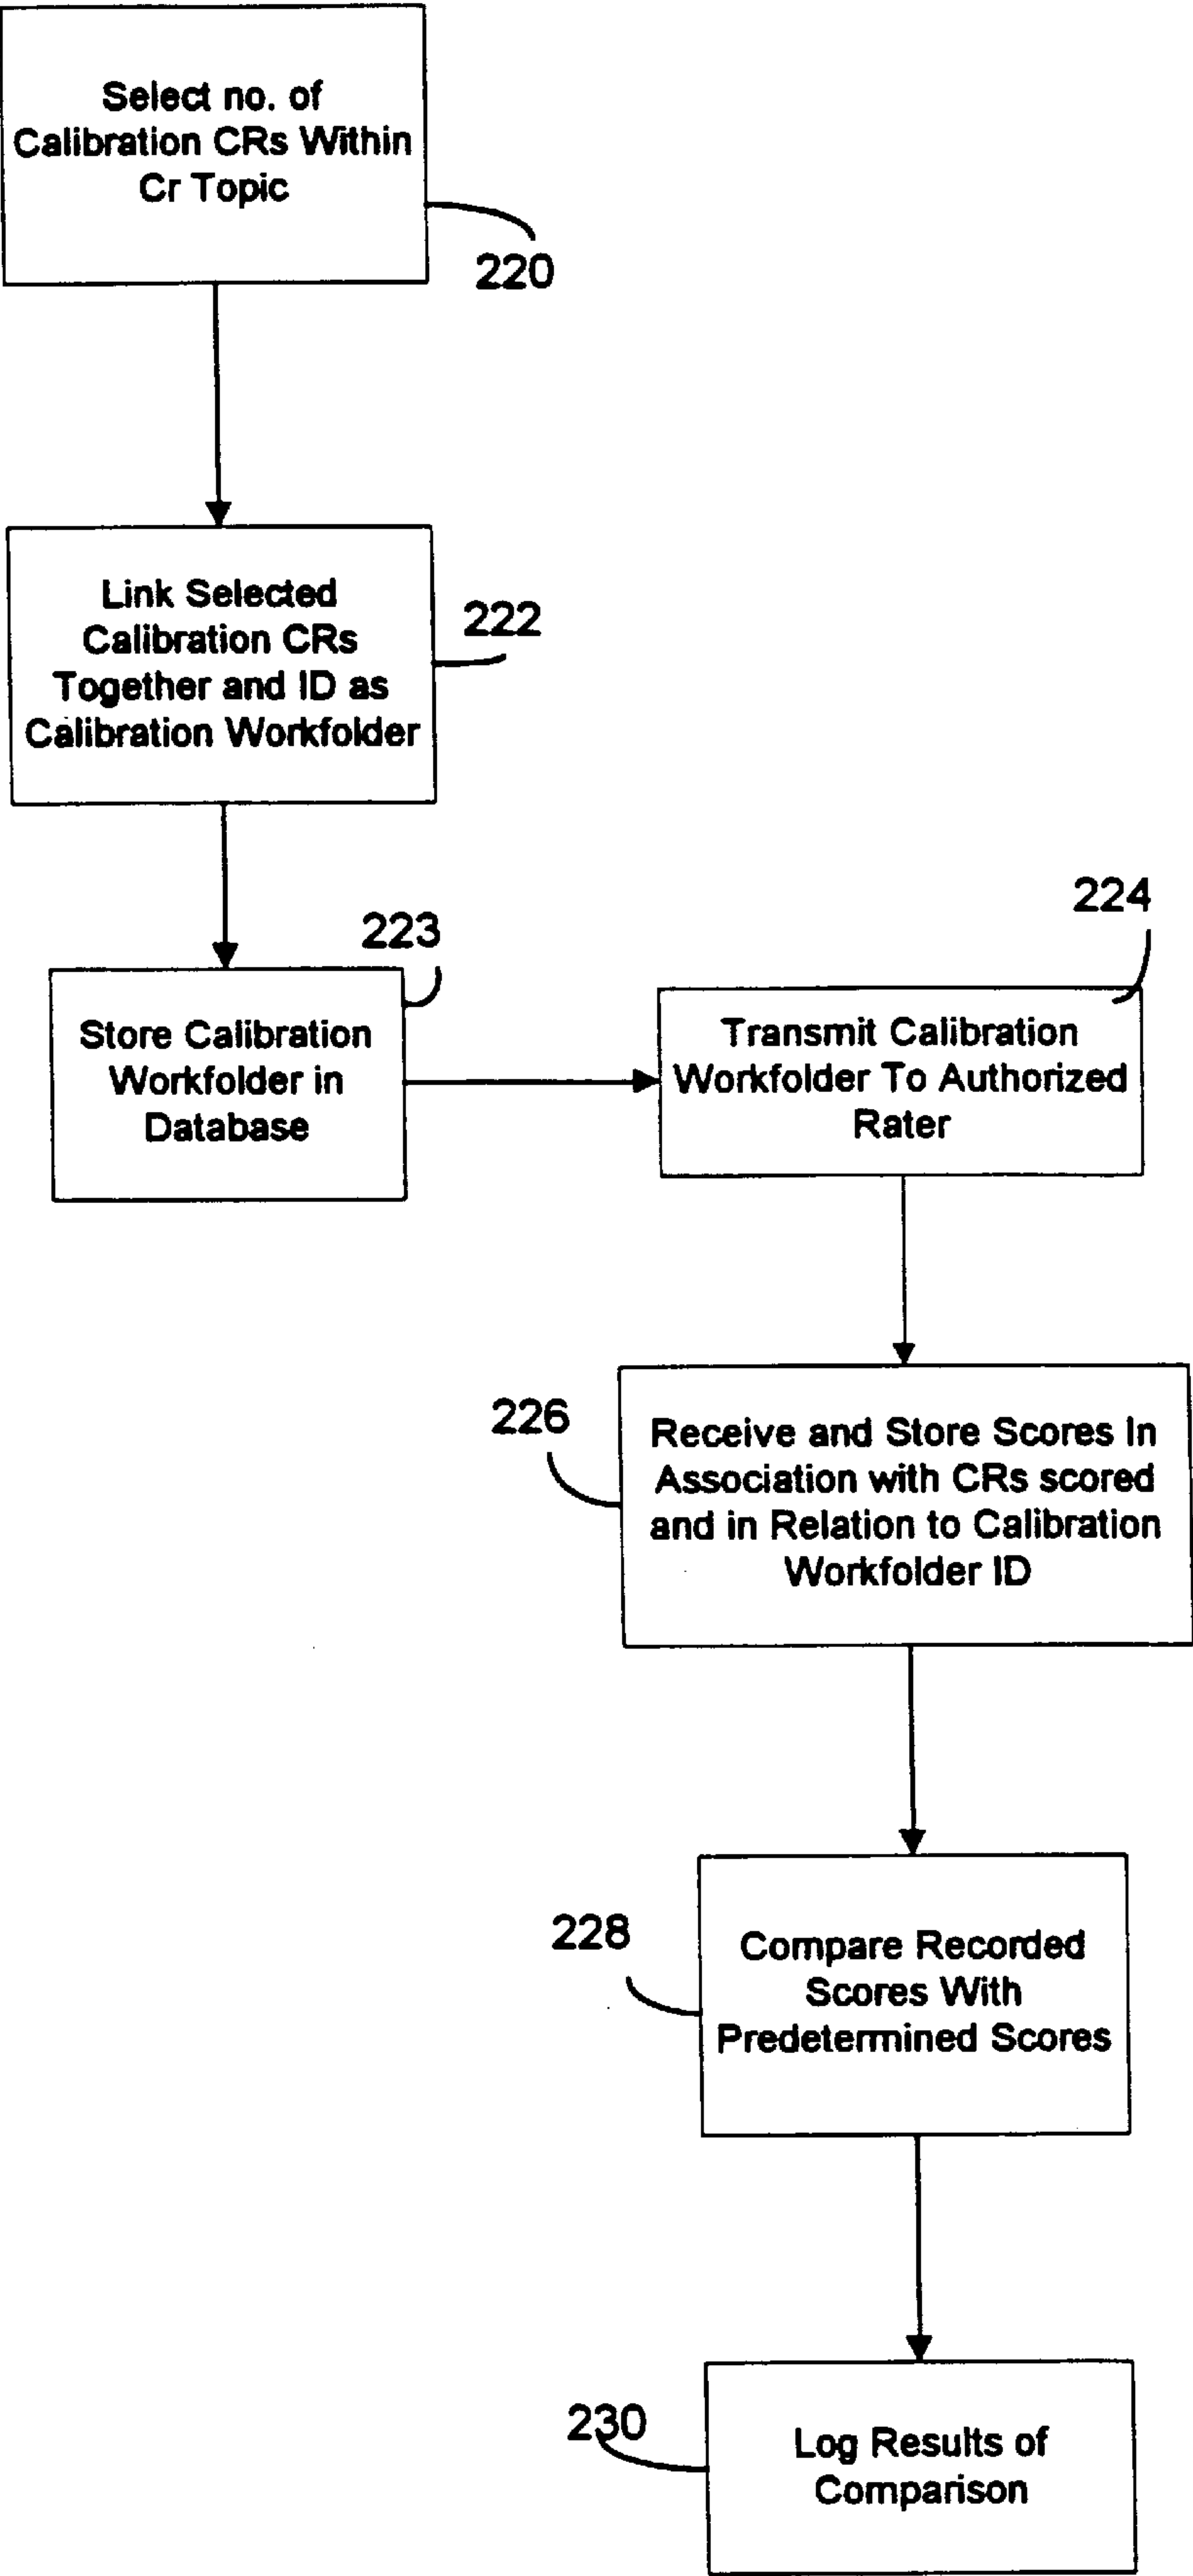 Select no. of
Calibration CRs Within
Cr Topic
220
Link Selected
Calibration CRs
Together and ID as
Calibration Workfolder
222
223
Store Calibration
Workfolder in
Database
224
Transmit Calibration
Workfolder To Authorized
Rater
226
Receive and Store Scores In
Association with CRs scored
and in Relation to Calibration
Workfolder ID
228
Compare Recorded
Scores With
Predetermined Scores
230
Log Results of
Comparison